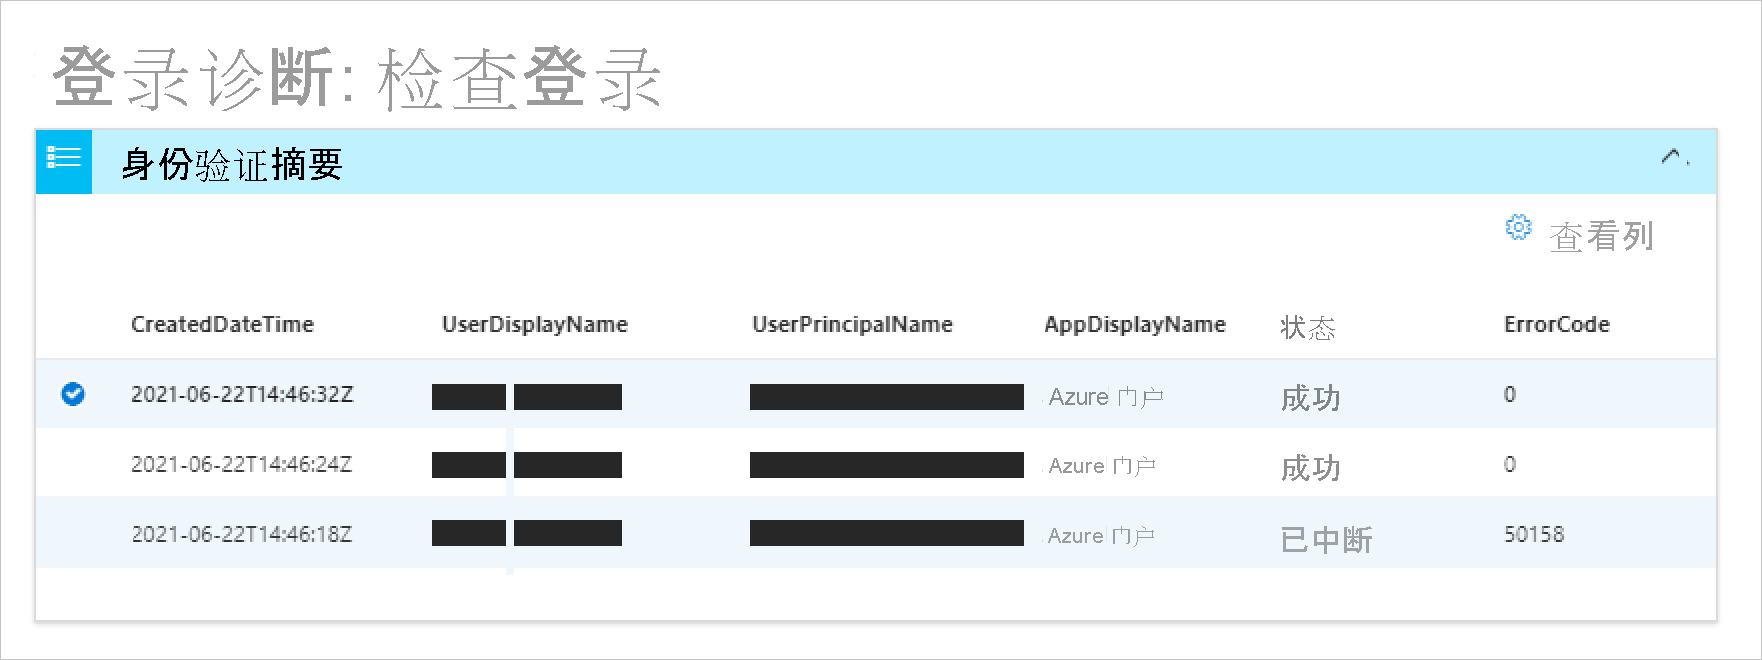 登录诊断: 检查登录
身份验证摘要
查看列
CreatedDateTime UserDisplayName UserPrincipalName AppDisplayName 状态 ErrorCode
2021-06-22T14:46:32Z Azure 门户 成功 0
2021-06-22T14:46:24Z Azure 门户 成功 0
2021-06-22T14:46:18Z Azure 门户 已中断 50158